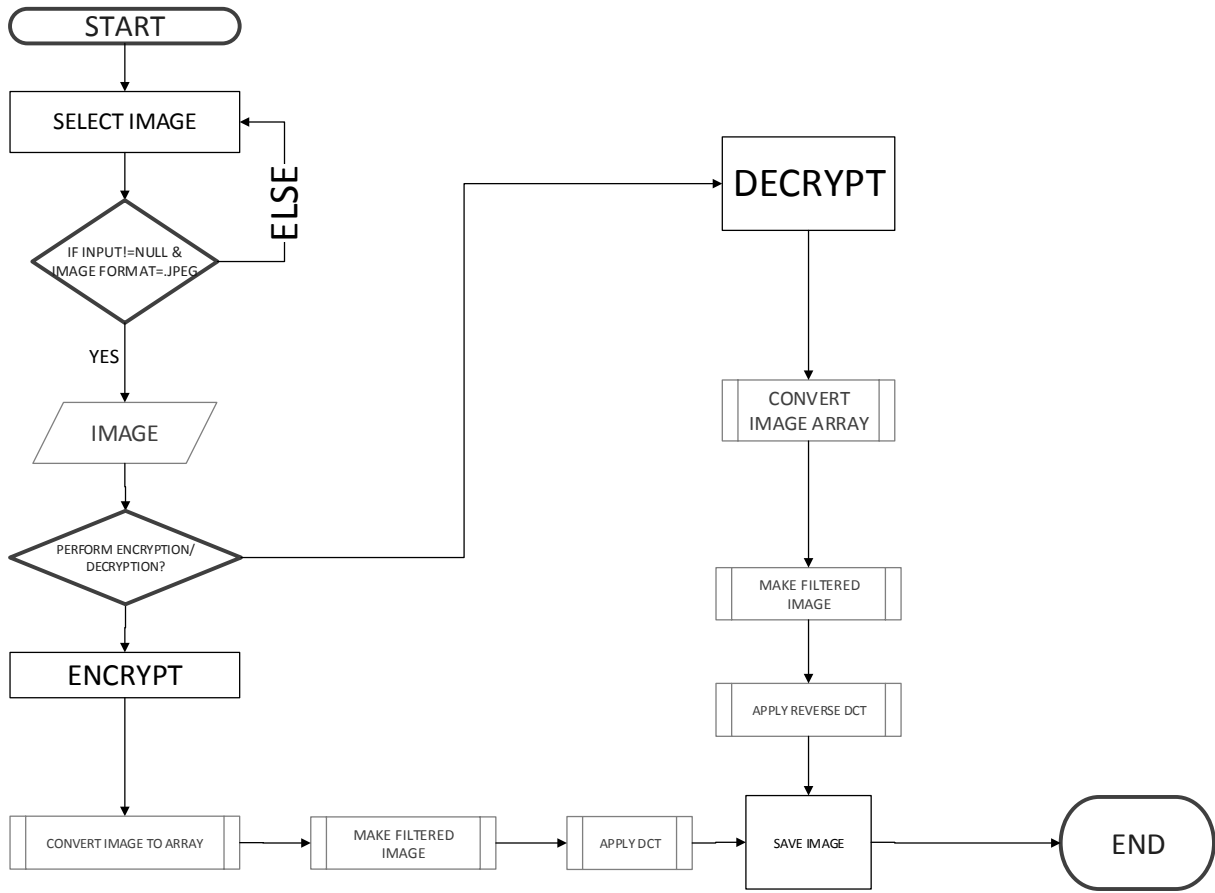 START
SELECT IMAGE
ELSE
IF INPUT!=NULL &
IMAGE FORMAT=.JPEG
YES
IMAGE
PERFORM ENCRYPTION/
DECRYPTION?
ENCRYPT
CONVERT IMAGE TO ARRAY
MAKE FILTERED
IMAGE
APPLY DCT
DECRYPT
CONVERT
IMAGE ARRAY
MAKE FILTERED
IMAGE
APPLY REVERSE DCT
SAVE IMAGE
END